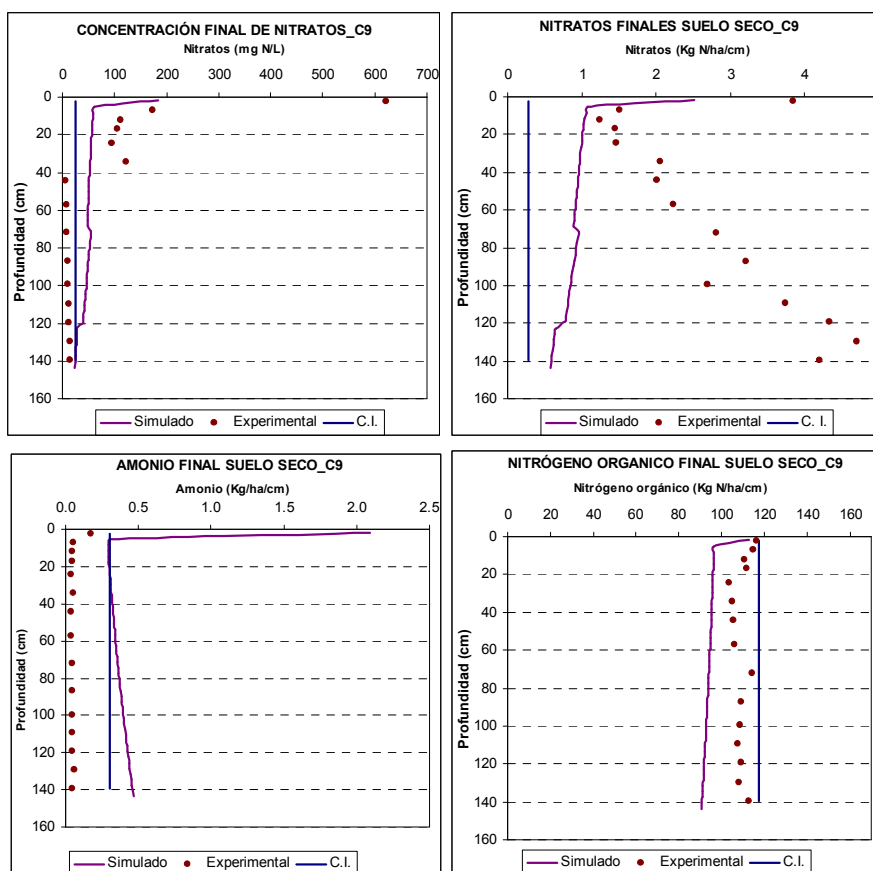 CONCENTRACIÓN FINAL DE NITRATOS_C9
Nitratos (mg N/L)
0 100 200 300 400 500 600 700
Profundidad (cm)
0
20
40
60
80
100
120
140
160
Simulado Experimental C.I.
NITRATOS FINALES SUELO SECO_C9
Nitratos (Kg N/ha/cm)
0 1 2 3 4
Profundidad (cm)
0
20
40
60
80
100
120
140
160
Simulado Experimental C. I.
AMONIO FINAL SUELO SECO_C9
Amonio (Kg/ha/cm)
0.0 0.5 1.0 1.5 2.0 2.5
Profundidad (cm)
0
20
40
60
80
100
120
140
160
Simulado Experimental C.I.
NITRÓGENO ORGANICO FINAL SUELO SECO_C9
Nitrógeno orgánico (Kg N/ha/cm)
0 20 40 60 80 100 120 140 160
Profundidad (cm)
0
20
40
60
80
100
120
140
160
Simulado Experimental C.I.